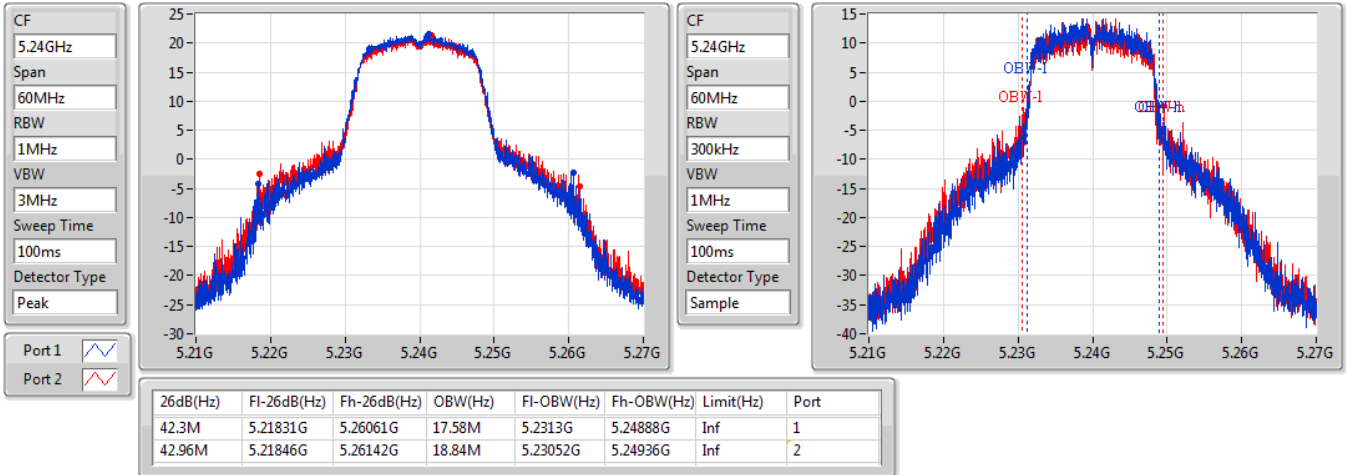 CF
5.24GHz
Span
60MHz
RBW
1MHz
VBW
3MHz
Sweep Time
100ms
Detector Type
Peak
Port 1
Port 2
25
20
15
10
5
0
-5
-10
-15
-20
-25
-30
5.21G 5.22G 5.23G 5.24G 5.25G 5.26G 5.27G
CF
5.24GHz
Span
60MHz
RBW
300kHz
VBW
1MHz
Sweep Time
100ms
Detector Type
Sample
15
10
5
0
-5
-10
-15
-20
-25
-30
-35
-40
OBW-l
OBW-l
5.21G 5.22G 5.23G 5.24G 5.25G 5.26G 5.27G
26dB(Hz) Fl-26dB(Hz) Fh-26dB(Hz) OBW(Hz) Fl-OBW(Hz) Fh-OBW(Hz) Limit(Hz) Port
42.3M 5.21831G 5.26061G 17.58M 5.2313G 5.24888G Inf 1
42.96M 5.21846G 5.26142G 18.84M 5.23052G 5.24936G Inf 2